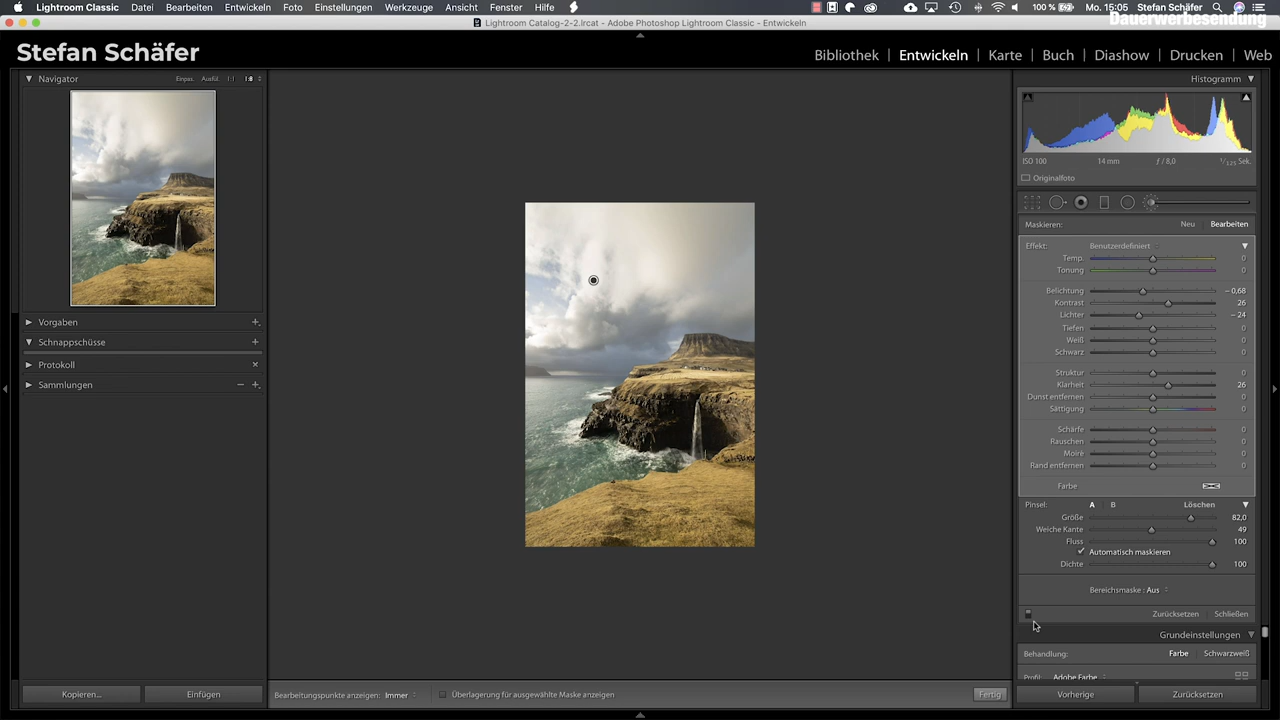 Lightroom Classic Datei Bearbeiten Entwickeln Foto Einstellungen Werkzeuge Ansicht Fenster Hilfe 100 % Mo. 15:05 Stefan Schäfer
Dauerwerbesendung
Lightroom Catalog-2-2.lrcat - Adobe Photoshop Lightroom Classic - Entwickeln
Stefan Schäfer
Bibliothek | Entwickeln | Karte | Buch | Diashow | Drucken | Web
Navigator Einpas. Ausfül. 1:1 1:8
Histogramm
ISO 100 14 mm ƒ / 8,0 1/125 Sek.
Originalfoto
Maskieren: Neu Bearbeiten
Effekt: Benutzerdefiniert
Temp. 0
Tonung 0
Belichtung – 0,68
Kontrast 26
Lichter – 24
Tiefen 0
Weiß 0
Schwarz 0
Struktur 0
Klarheit 26
Dunst entfernen 0
Sättigung 0
Schärfe 0
Rauschen 0
Moiré 0
Rand entfernen 0
Farbe
Pinsel: A B Löschen
Größe 82,0
Weiche Kante 49
Fluss 100
Automatisch maskieren
Dichte 100
Bereichsmaske : Aus
Zurücksetzen Schließen
Grundeinstellungen
Behandlung: Farbe Schwarzweiß
Profil: Adobe Farbe
Vorherige Zurücksetzen
Vorgaben
Schnappschüsse
Protokoll
Sammlungen
Kopieren... Einfügen
Bearbeitungspunkte anzeigen: Immer Überlagerung für ausgewählte Maske anzeigen Fertig